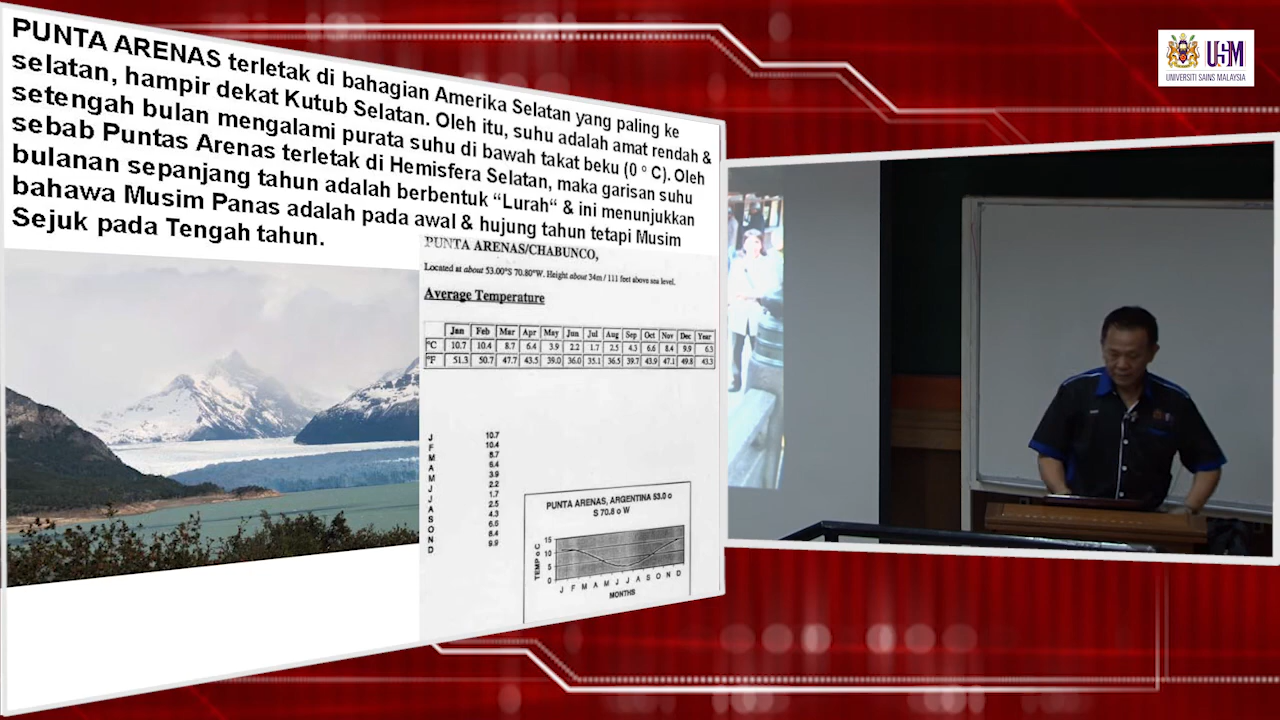 PUNTA ARENAS terletak di bahagian Amerika Selatan yang paling ke
selatan, hampir dekat Kutub Selatan. Oleh itu, suhu adalah amat rendah &
setengah bulan mengalami purata suhu di bawah takat beku (0 ° C). Oleh
sebab Puntas Arenas terletak di Hemisfera Selatan, maka garisan suhu
bulanan sepanjang tahun adalah berbentuk “Lurah“ & ini menunjukkan
bahawa Musim Panas adalah pada awal & hujung tahun tetapi Musim
Sejuk pada Tengah tahun.
PUNTA ARENAS/CHABUNCO,
Located at about 53.00°S 70.80°W. Height about 34m / 111 feet above sea level.
Average Temperature
Jan Feb Mar Apr May Jun Jul Aug Sep Oct Nov Dec Year
°C 10.7 10.4 8.7 6.4 3.9 2.2 1.7 2.5 4.3 6.6 8.4 9.9 6.3
°F 51.3 50.7 47.7 43.5 39.0 36.0 35.1 36.5 39.7 43.9 47.1 49.8 43.3
J 10.7
F 10.4
M 8.7
A 6.4
M 3.9
J 2.2
J 1.7
A 2.5
S 4.3
O 6.6
N 8.4
D 9.9
PUNTA ARENAS, ARGENTINA 53.0 o
S 70.8 o W
TEMP o C
15
10
5
0
J F M A M J J A S O N D
MONTHS
USM
UNIVERSITI SAINS MALAYSIA